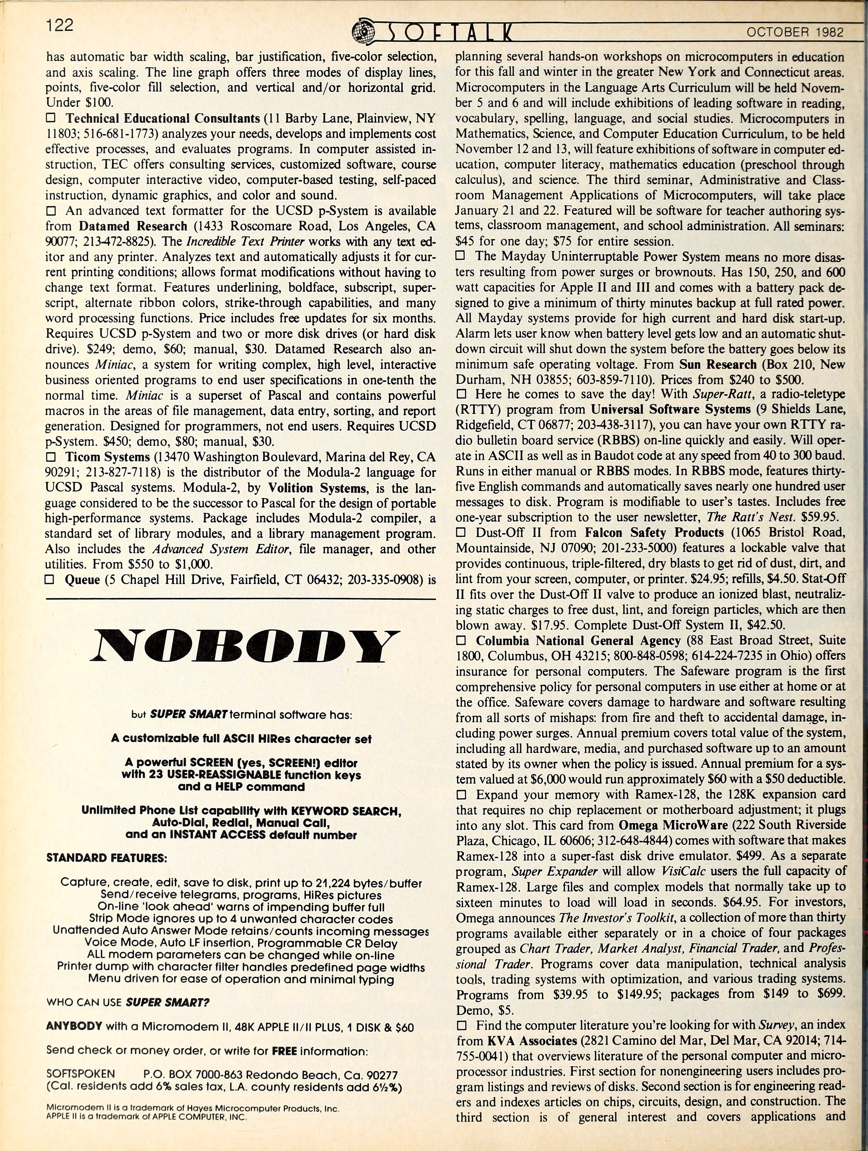 122
SOFTALK
OCTOBER 1982
has automatic bar width scaling, bar justification, five-color selection,
and axis scaling. The line graph offers three modes of display lines,
points, five-color fill selection, and vertical and/or horizontal grid.
Under $100.
□ Technical Educational Consultants (11 Barby Lane, Plainview, NY
11803; 516-681-1773) analyzes your needs, develops and implements cost
effective processes, and evaluates programs. In computer assisted in-
struction, TEC offers consulting services, customized software, course
design, computer interactive video, computer-based testing, self-paced
instruction, dynamic graphics, and color and sound.
□ An advanced text formatter for the UCSD p-System is available
from Datamed Research (1433 Roscomare Road, Los Angeles, CA
90077; 213-472-8825). The Incredible Text Printer works with any text ed-
itor and any printer. Analyzes text and automatically adjusts it for cur-
rent printing conditions; allows format modifications without having to
change text format. Features underlining, boldface, subscript, super-
script, alternate ribbon colors, strike-through capabilities, and many
word processing functions. Price includes free updates for six months.
Requires UCSD p-System and two or more disk drives (or hard disk
drive). $249; demo, $60; manual, $30. Datamed Research also an-
nounces Miniac, a system for writing complex, high level, interactive
business oriented programs to end user specifications in one-tenth the
normal time. Miniac is a superset of Pascal and contains powerful
macros in the areas of file management, data entry, sorting, and report
generation. Designed for programmers, not end users. Requires UCSD
p-System. $450; demo, $80; manual, $30.
□ Ticom Systems (13470 Washington Boulevard, Marina del Rey, CA
90291; 213-827-7118) is the distributor of the Modula-2 language for
UCSD Pascal systems. Modula-2, by Volition Systems, is the lan-
guage considered to be the successor to Pascal for the design of portable
high-performance systems. Package includes Modula-2 compiler, a
standard set of library modules, and a library management program.
Also includes the Advanced System Editor, file manager, and other
utilities. From $550 to $1,000.
□ Queue (5 Chapel Hill Drive, Fairfield, CT 06432; 203-335-0908) is
NOBODY
but SUPER SMART terminal software has:
A customizable full ASCII HiRes character set
A powerful SCREEN (yes, SCREEN!) editor
with 23 USER-REASSIGNABLE function keys
and a HELP command
Unlimited Phone List capability with KEYWORD SEARCH,
Auto-Dial, Redial, Manual Call,
and an INSTANT ACCESS default number
STANDARD FEATURES:
Capture, create, edit, save to disk, print up to 21,224 bytes/buffer
Send/receive telegrams, programs, HiRes pictures
On-line 'look ahead' warns of impending buffer full
Strip Mode ignores up to 4 unwanted character codes
Unattended Auto Answer Mode retains/counts incoming messages
Voice Mode, Auto LF insertion, Programmable CR Delay
ALL modem parameters can be changed while on-line
Printer dump with character filter handles predefined page widths
Menu driven for ease of operation and minimal typing
WHO CAN USE SUPER SMART?
ANYBODY with a Micromodem II, 48K APPLE II/II PLUS, 1 DISK & $60
Send check or money order, or write for FREE information:
SOFTSPOKEN P.O. BOX 7000-863 Redondo Beach, Ca. 90277
(Cal. residents add 6% sales tax, L.A. county residents add 6½%)
Micromodem II is a trademark of Hayes Microcomputer Products, Inc.
APPLE II is a trademark of APPLE COMPUTER, INC.
planning several hands-on workshops on microcomputers in education
for this fall and winter in the greater New York and Connecticut areas.
Microcomputers in the Language Arts Curriculum will be held Novem-
ber 5 and 6 and will include exhibitions of leading software in reading,
vocabulary, spelling, language, and social studies. Microcomputers in
Mathematics, Science, and Computer Education Curriculum, to be held
November 12 and 13, will feature exhibitions of software in computer ed-
ucation, computer literacy, mathematics education (preschool through
calculus), and science. The third seminar, Administrative and Class-
room Management Applications of Microcomputers, will take place
January 21 and 22. Featured will be software for teacher authoring sys-
tems, classroom management, and school administration. All seminars:
$45 for one day; $75 for entire session.
□ The Mayday Uninterruptable Power System means no more disas-
ters resulting from power surges or brownouts. Has 150, 250, and 600
watt capacities for Apple II and III and comes with a battery pack de-
signed to give a minimum of thirty minutes backup at full rated power.
All Mayday systems provide for high current and hard disk start-up.
Alarm lets user know when battery level gets low and an automatic shut-
down circuit will shut down the system before the battery goes below its
minimum safe operating voltage. From Sun Research (Box 210, New
Durham, NH 03855; 603-859-7110). Prices from $240 to $500.
□ Here he comes to save the day! With Super-Ratt, a radio-teletype
(RTTY) program from Universal Software Systems (9 Shields Lane,
Ridgefield, CT 06877; 203-438-3117), you can have your own RTTY ra-
dio bulletin board service (RBBS) on-line quickly and easily. Will oper-
ate in ASCII as well as in Baudot code at any speed from 40 to 300 baud.
Runs in either manual or RBBS modes. In RBBS mode, features thirty-
five English commands and automatically saves nearly one hundred user
messages to disk. Program is modifiable to user's tastes. Includes free
one-year subscription to the user newsletter, The Ratt's Nest. $59.95.
□ Dust-Off II from Falcon Safety Products (1065 Bristol Road,
Mountainside, NJ 07090; 201-233-5000) features a lockable valve that
provides continuous, triple-filtered, dry blasts to get rid of dust, dirt, and
lint from your screen, computer, or printer. $24.95; refills, $4.50. Stat-Off
II fits over the Dust-Off II valve to produce an ionized blast, neutraliz-
ing static charges to free dust, lint, and foreign particles, which are then
blown away. $17.95. Complete Dust-Off System II, $42.50.
□ Columbia National General Agency (88 East Broad Street, Suite
1800, Columbus, OH 43215; 800-848-0598; 614-224-7235 in Ohio) offers
insurance for personal computers. The Safeware program is the first
comprehensive policy for personal computers in use either at home or at
the office. Safeware covers damage to hardware and software resulting
from all sorts of mishaps: from fire and theft to accidental damage, in-
cluding power surges. Annual premium covers total value of the system,
including all hardware, media, and purchased software up to an amount
stated by its owner when the policy is issued. Annual premium for a sys-
tem valued at $6,000 would run approximately $60 with a $50 deductible.
□ Expand your memory with Ramex-128, the 128K expansion card
that requires no chip replacement or motherboard adjustment; it plugs
into any slot. This card from Omega MicroWare (222 South Riverside
Plaza, Chicago, IL 60606; 312-648-4844) comes with software that makes
Ramex-128 into a super-fast disk drive emulator. $499. As a separate
program, Super Expander will allow VisiCalc users the full capacity of
Ramex-128. Large files and complex models that normally take up to
sixteen minutes to load will load in seconds. $64.95. For investors,
Omega announces The Investor's Toolkit, a collection of more than thirty
programs available either separately or in a choice of four packages
grouped as Chart Trader, Market Analyst, Financial Trader, and Profes-
sional Trader. Programs cover data manipulation, technical analysis
tools, trading systems with optimization, and various trading systems.
Programs from $39.95 to $149.95; packages from $149 to $699.
Demo, $5.
□ Find the computer literature you're looking for with Survey, an index
from KVA Associates (2821 Camino del Mar, Del Mar, CA 92014; 714-
755-0041) that overviews literature of the personal computer and micro-
processor industries. First section for nonengineering users includes pro-
gram listings and reviews of disks. Second section is for engineering read-
ers and indexes articles on chips, circuits, design, and construction. The
third section is of general interest and covers applications and